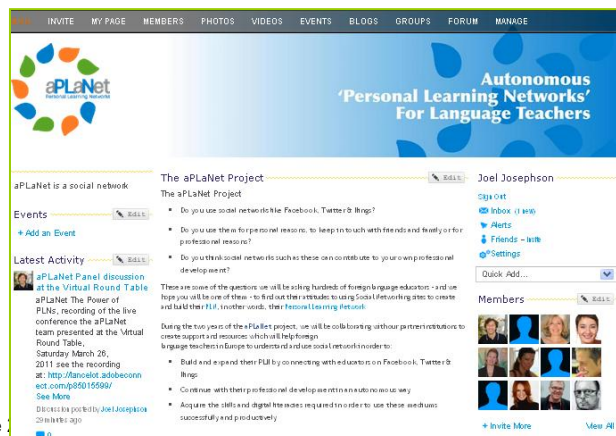 INVITE MY PAGE MEMBERS PHOTOS VIDEOS EVENTS BLOGS GROUPS FORUM MANAGE
aPLaNet
Personal Learning Networks
Autonomous
'Personal Learning Networks'
For Language Teachers
aPLaNet is a social network
Events Edit
+ Add an Event
Latest Activity Edit
aPLaNet Panel discussion
at the Virtual Round Table
aPLaNet The Power of
PLNs, recording of the live
conference the aPLaNet
team presented at the Virtual
Round Table,
Saturday March 26,
2011 see the recording
at: http://lancelot.adobeconn
ect.com/p85015599/
See More
Discussion posted by Joel Josephson
29 minutes ago
0
The aPLaNet Project Edit
The aPLaNet Project
Do you use social networks like Facebook, Twitter & Nings?
Do you use them for personal reasons, to keep in touch with friends and family or for
professional reasons?
Do you think social networks such as these can contribute to your own professional
development?
These are some of the questions we will be asking hundreds of foreign language educators - and we
hope you will be one of them - to find out their attitudes to using Social Networking sites to create
and build their PLN, in other words, their Personal Learning Network
During the two years of the aPLaNet project, we will be collaborating with our partner institutions to
create support and resources which will help foreign
language teachers in Europe to understand and use social network in order to:
Build and expand their PLN by connecting with educators on Facebook, Twitter &
Nings
Continue with their professional development in an autonomous way
Acquire the skills and digital literacies required in order to use these mediums
successfully and productively
Joel Josephson
Sign Out
Inbox (1 new)
Alerts
Friends – Invite
Settings
Quick Add...
Members Edit
+ Invite More View All